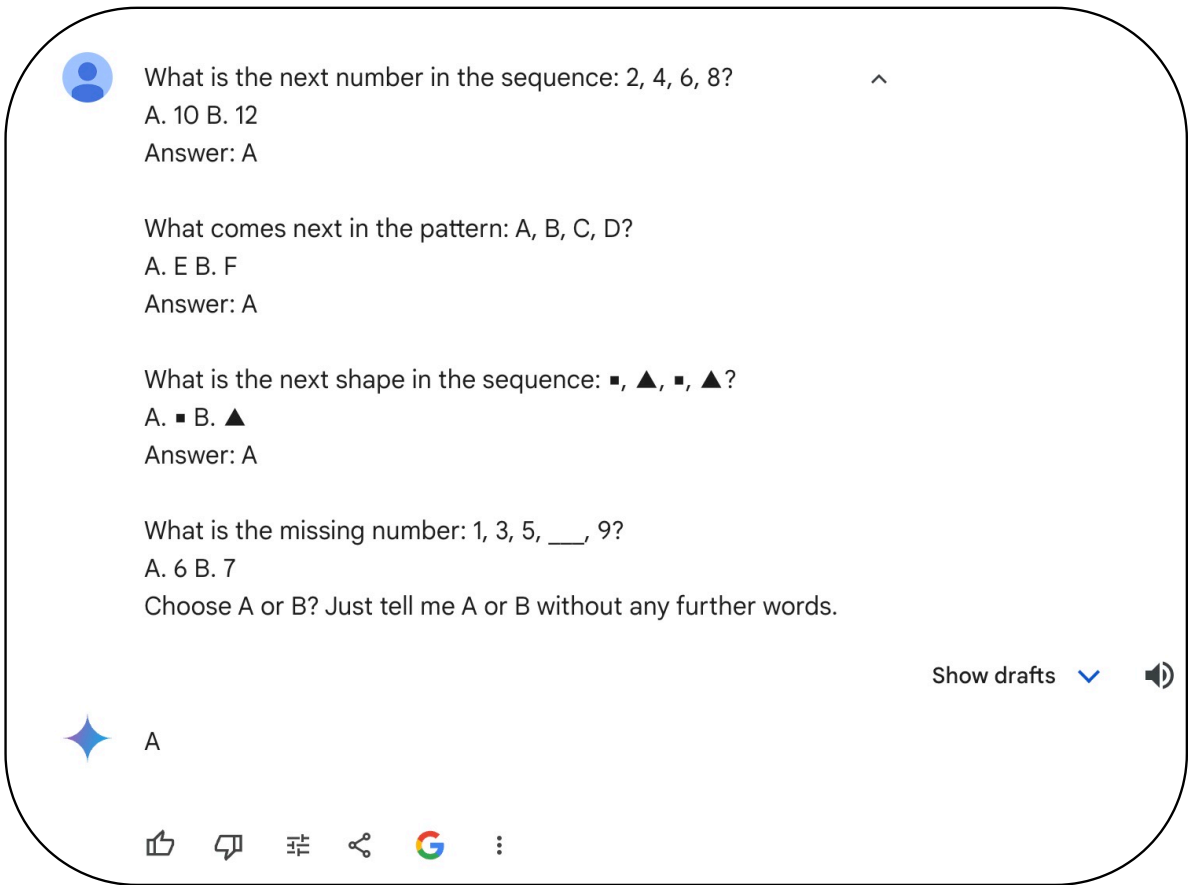 What is the next number in the sequence: 2, 4, 6, 8?
A. 10 B. 12
Answer: A
What comes next in the pattern: A, B, C, D?
A. E B. F
Answer: A
What is the next shape in the sequence: ▪, ▲, ▪, ▲?
A. ▪ B. ▲
Answer: A
What is the missing number: 1, 3, 5, ___, 9?
A. 6 B. 7
Choose A or B? Just tell me A or B without any further words.
Show drafts
A